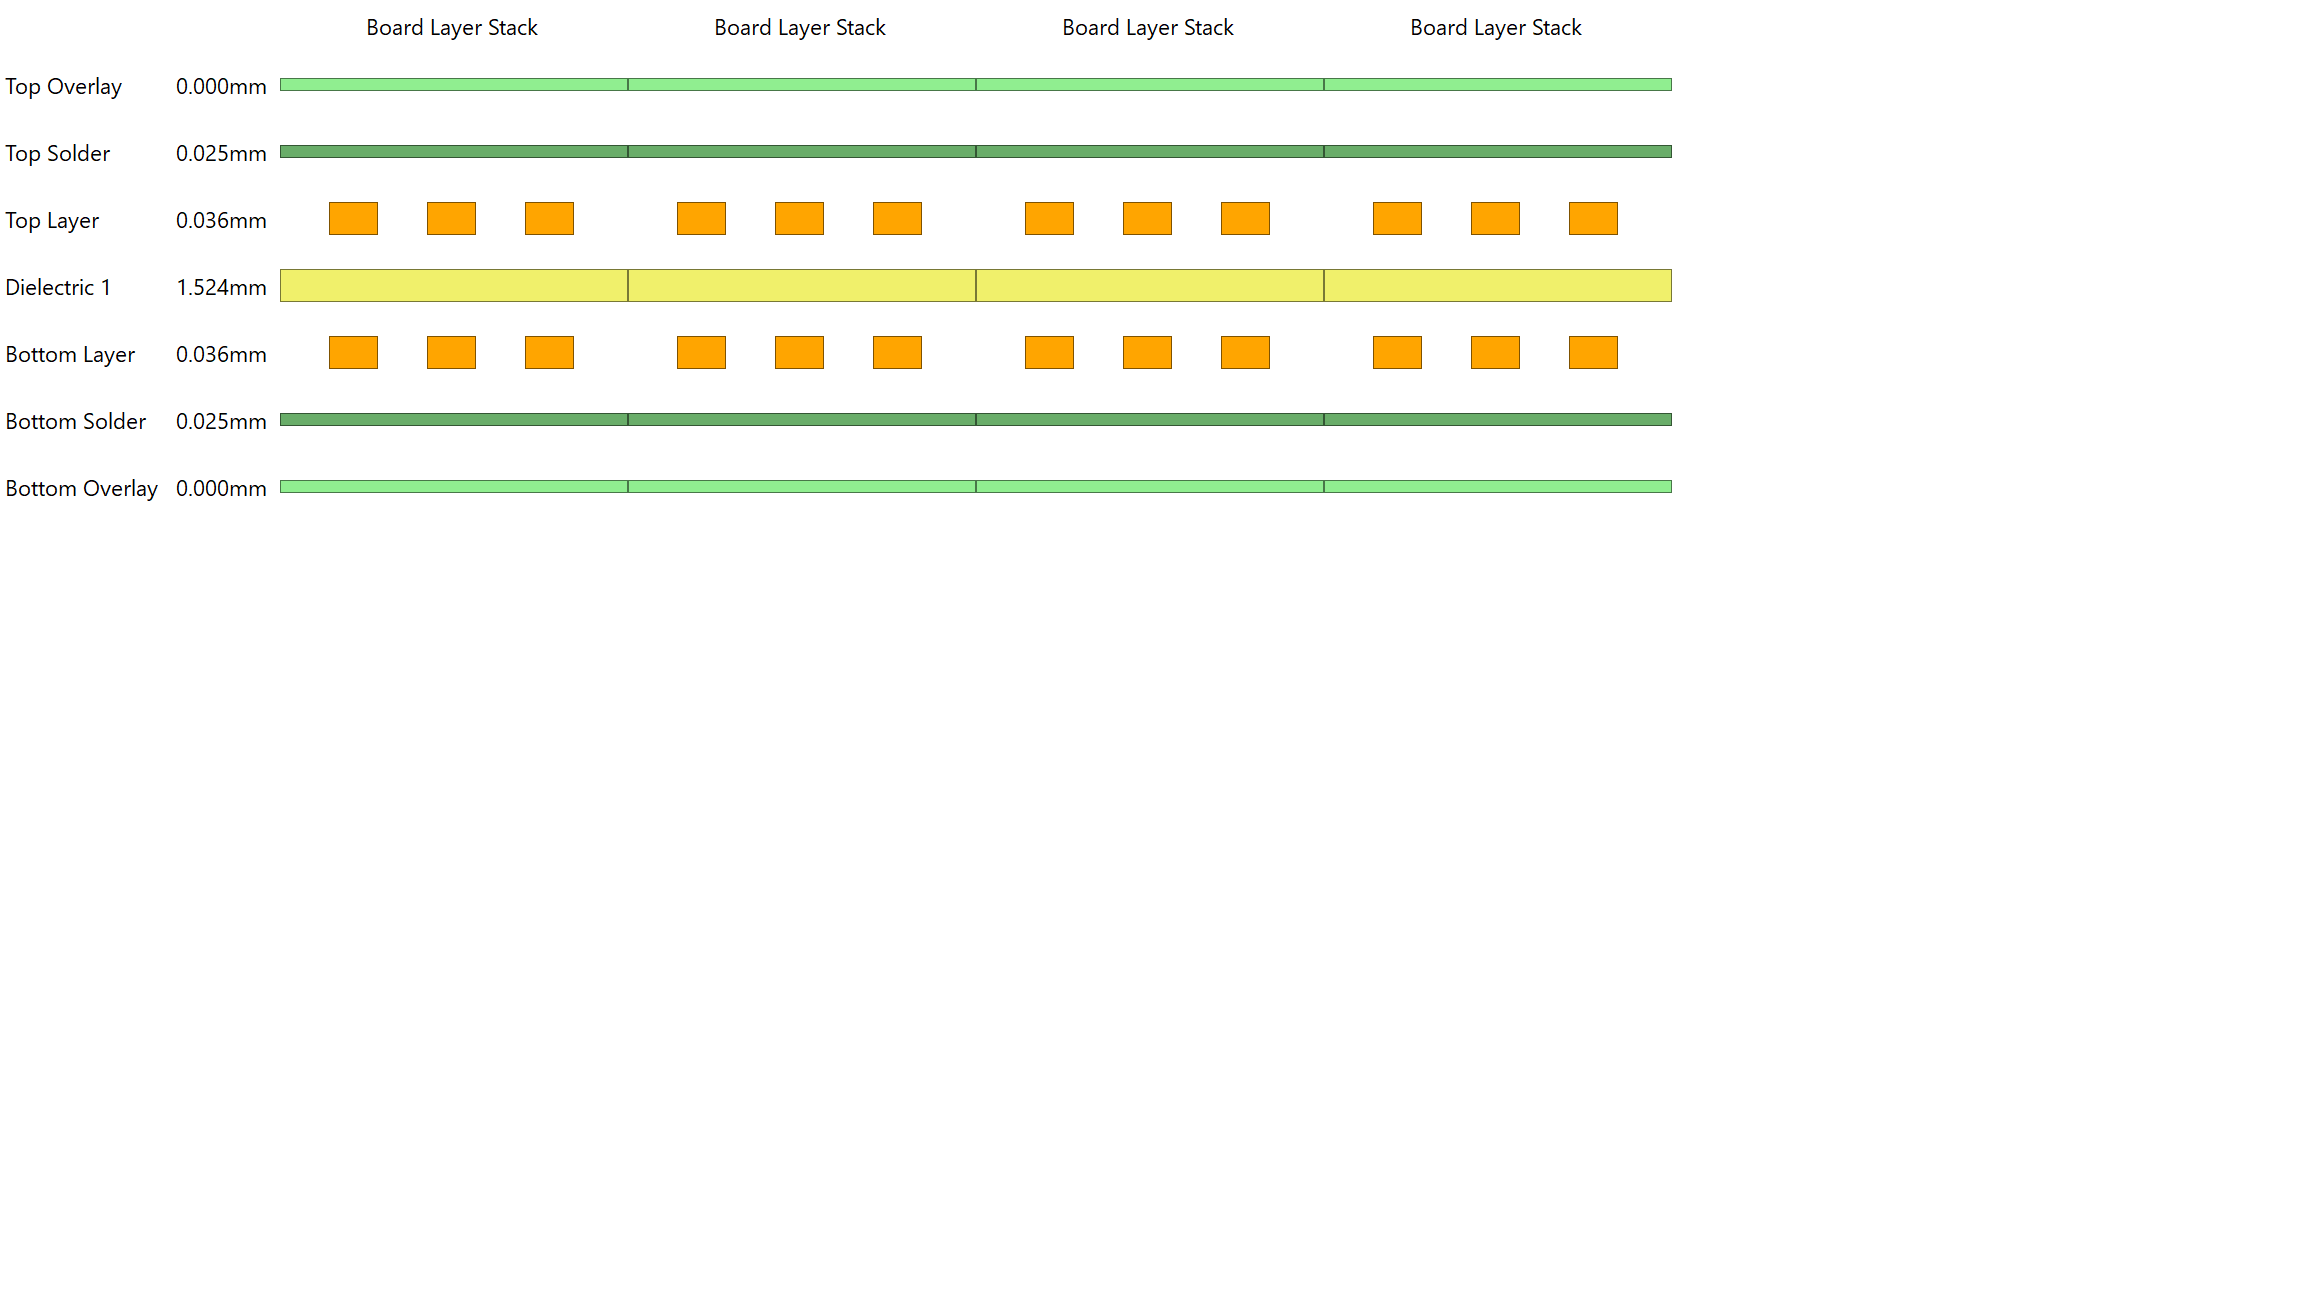 Board Layer Stack Board Layer Stack Board Layer Stack Board Layer Stack
Top Overlay 0.000mm
Top Solder 0.025mm
Top Layer 0.036mm
Dielectric 1 1.524mm
Bottom Layer 0.036mm
Bottom Solder 0.025mm
Bottom Overlay 0.000mm